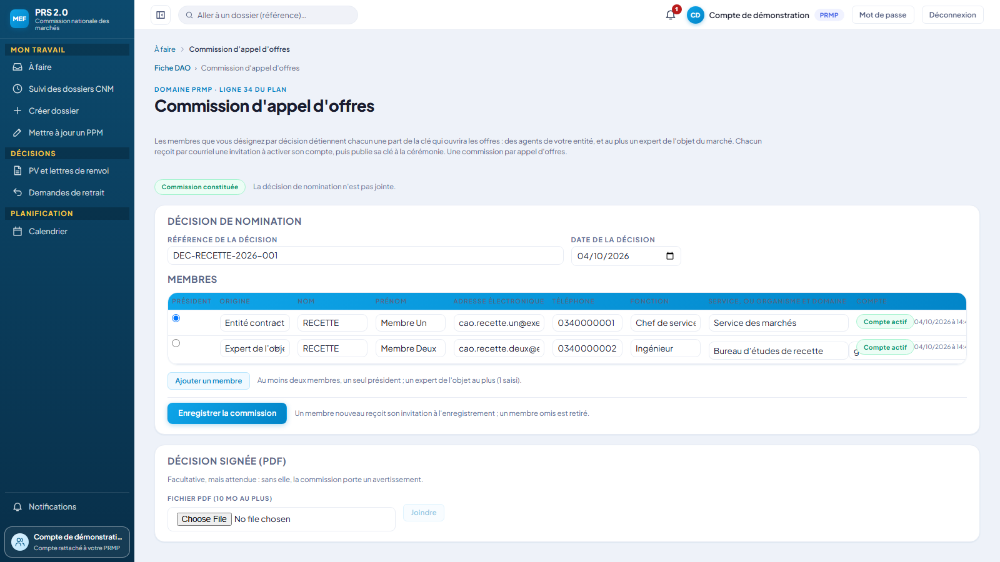 MEF
PRS 2.0
Commission nationale des
marchés
MON TRAVAIL
À faire
Suivi des dossiers CNM
Créer dossier
Mettre à jour un PPM
DÉCISIONS
PV et lettres de renvoi
Demandes de retrait
PLANIFICATION
Calendrier
Notifications
Compte de démonstrati...
Compte rattaché à votre PRMP
Aller à un dossier (référence)...
1
CD
Compte de démonstration
PRMP
Mot de passe
Déconnexion
À faire > Commission d'appel d'offres
Fiche DAO › Commission d'appel d'offres
DOMAINE PRMP · LIGNE 34 DU PLAN
Commission d'appel d'offres
Les membres que vous désignez par décision détiennent chacun une part de la clé qui ouvrira les offres : des agents de votre entité, et au plus un expert de l'objet du marché. Chacun
reçoit par courriel une invitation à activer son compte, puis publie sa clé à la cérémonie. Une commission par appel d'offres.
Commission constituée
La décision de nomination n'est pas jointe.
DÉCISION DE NOMINATION
RÉFÉRENCE DE LA DÉCISION
DATE DE LA DÉCISION
DEC-RECETTE-2026-001
04/10/2026
MEMBRES
PRÉSIDENT ORIGINE NOM PRÉNOM ADRESSE ÉLECTRONIQUE TÉLÉPHONE FONCTION SERVICE, OU ORGANISME ET DOMAINE COMPTE
Entité contract RECETTE Membre Un cao.recette.un@exe 0340000001 Chef de service Service des marchés Compte actif 04/10/2026 à 14:4
Expert de l'obje RECETTE Membre Deux cao.recette.deux@e 0340000002 Ingénieur Bureau d'études de recette g Compte actif 04/10/2026 à 14:4
Ajouter un membre
Au moins deux membres, un seul président ; un expert de l'objet au plus (1 saisi).
Enregistrer la commission
Un membre nouveau reçoit son invitation à l'enregistrement ; un membre omis est retiré.
DÉCISION SIGNÉE (PDF)
Facultative, mais attendue : sans elle, la commission porte un avertissement.
FICHIER PDF (10 MO AU PLUS)
Choose File No file chosen
Joindre